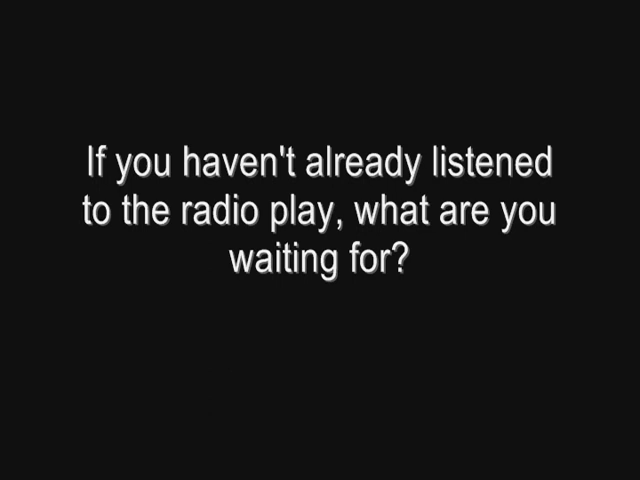 If you haven't already listened
to the radio play, what are you
waiting for?